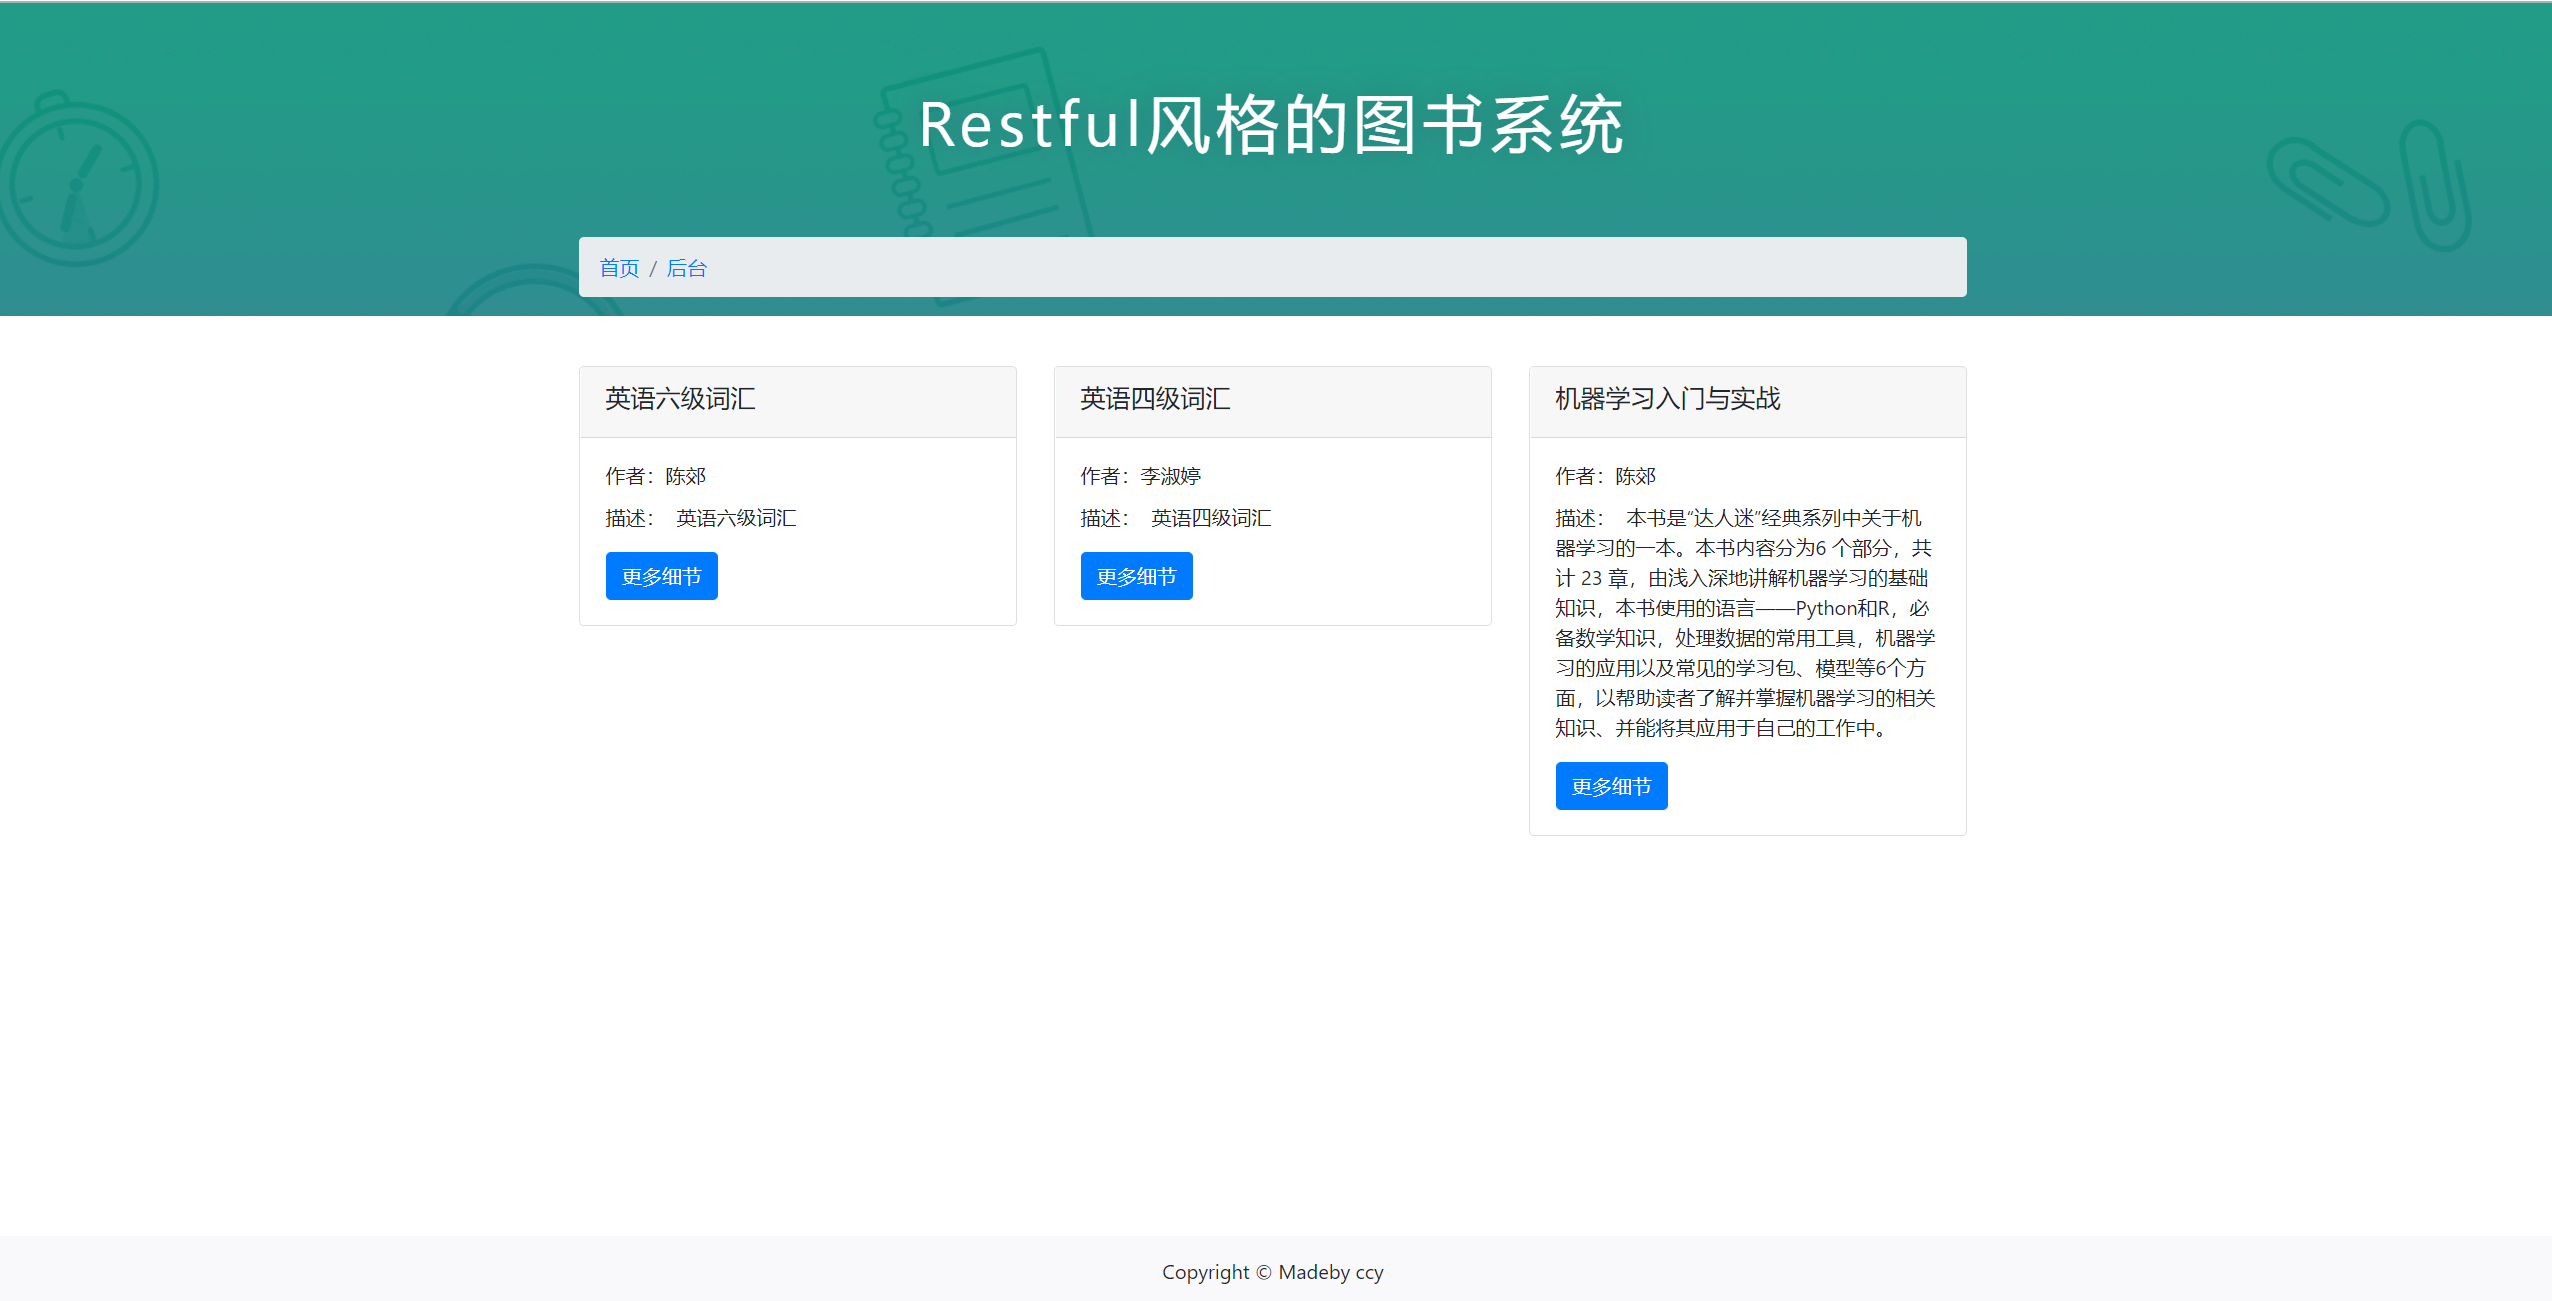 Restful风格的图书系统
首页 / 后台
英语六级词汇
作者：陈郊
描述： 英语六级词汇
更多细节
英语四级词汇
作者：李淑婷
描述： 英语四级词汇
更多细节
机器学习入门与实战
作者：陈郊
描述： 本书是“达人迷”经典系列中关于机
器学习的一本。本书内容分为6 个部分，共
计 23 章，由浅入深地讲解机器学习的基础
知识，本书使用的语言——Python和R，必
备数学知识，处理数据的常用工具，机器学
习的应用以及常见的学习包、模型等6个方
面，以帮助读者了解并掌握机器学习的相关
知识、并能将其应用于自己的工作中。
更多细节
Copyright © Madeby ccy